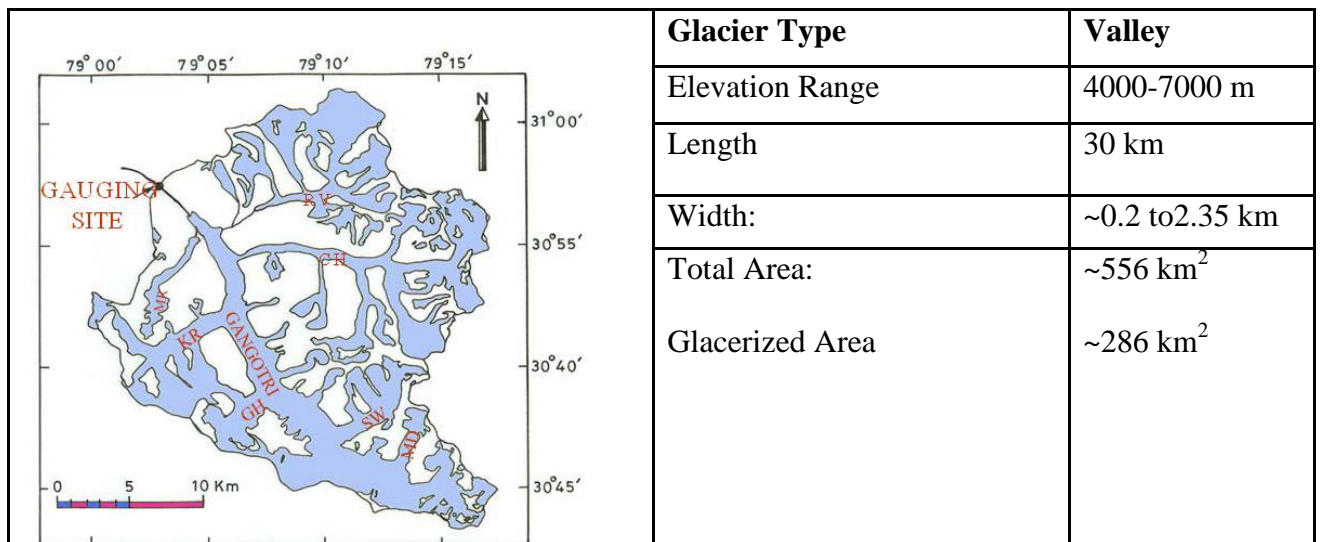 79° 00′ 79° 05′ 79° 10′ 79° 15′
N
31° 00′
GAUGING
SITE
RV
30° 55′
CH
MR
KR
GANGOTRI
30° 40′
GH
SW
MD
0 5 10 Km
30° 45′
Glacier Type Valley
Elevation Range 4000-7000 m
Length 30 km
Width: ~0.2 to2.35 km
Total Area: ~556 km²
Glacerized Area ~286 km²